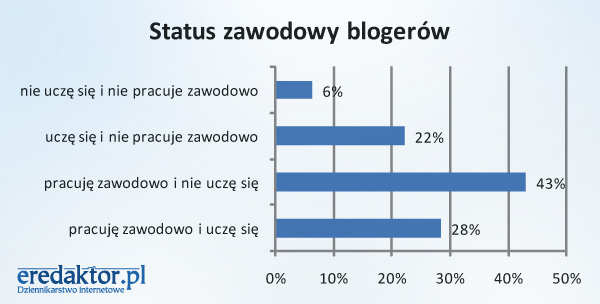 Status zawodowy blogerów
nie uczę się i nie pracuje zawodowo
6%
uczę się i nie pracuje zawodowo
22%
pracuję zawodowo i nie uczę się
43%
pracuję zawodowo i uczę się
28%
0% 10% 20% 30% 40% 50%
eredaktor.pl
Dziennikarstwo internetowe